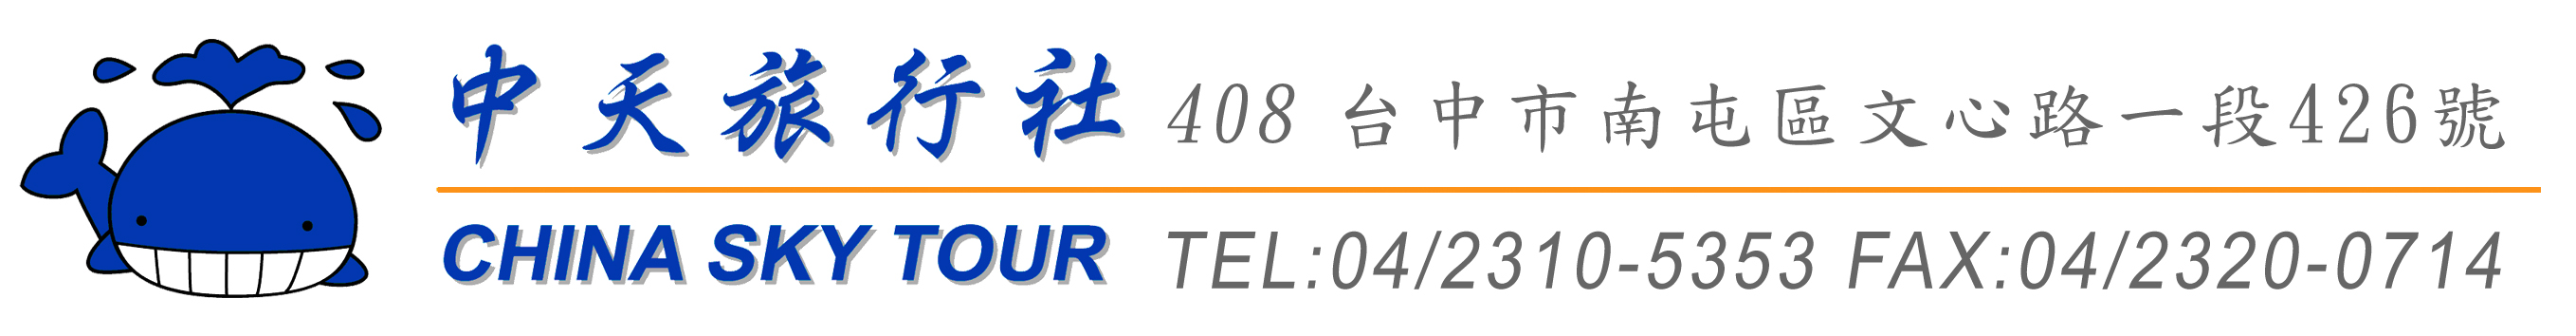 中天旅行社 408 台中市南屯區文心路一段426號
CHINA SKY TOUR TEL:04/2310-5353 FAX:04/2320-0714